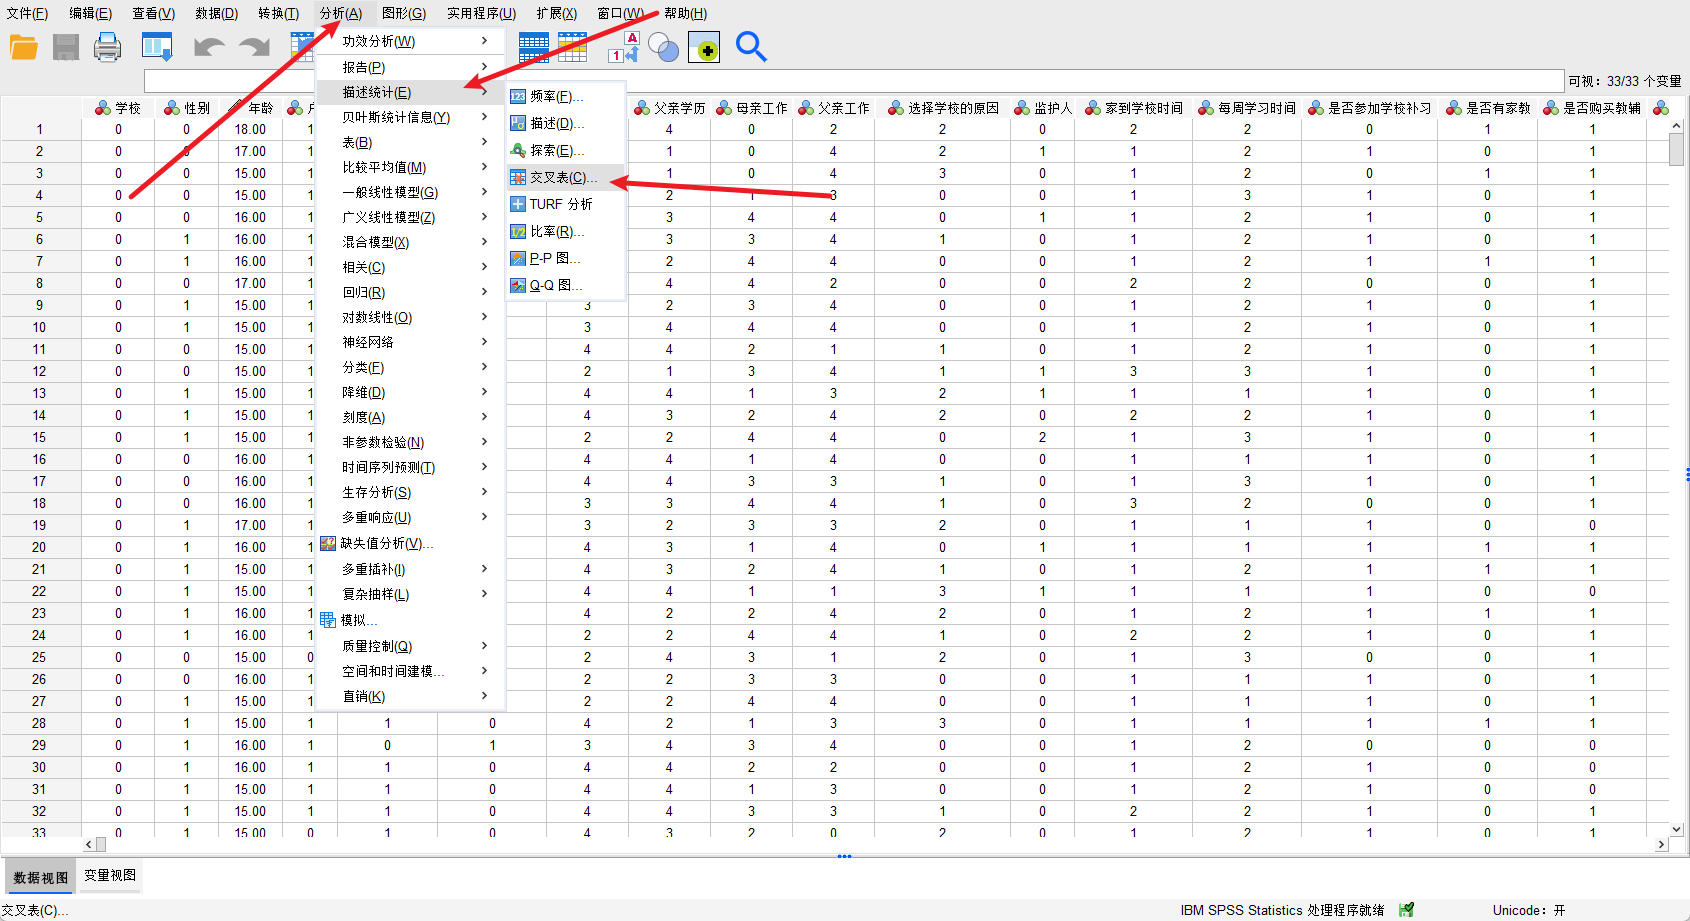 文件(F) 编辑(E) 查看(V) 数据(D) 转换(T) 分析(A) 图形(G) 实用程序(U) 扩展(X) 窗口(W) 帮助(H)
可视：33/33 个变量
功效分析(W)
报告(P)
描述统计(E)
贝叶斯统计信息(Y)
表(B)
比较平均值(M)
一般线性模型(G)
广义线性模型(Z)
混合模型(X)
相关(C)
回归(R)
对数线性(O)
神经网络
分类(F)
降维(D)
刻度(A)
非参数检验(N)
时间序列预测(T)
生存分析(S)
多重响应(U)
缺失值分析(V)...
多重插补(I)
复杂抽样(L)
模拟...
质量控制(Q)
空间和时间建模...
直销(K)
频率(F)...
描述(D)...
探索(E)...
交叉表(C)...
TURF 分析
比率(R)...
P-P 图...
Q-Q 图...
学校 性别 年龄 户 父亲学历 母亲工作 父亲工作 选择学校的原因 监护人 家到学校时间 每周学习时间 是否参加学校补习 是否有家教 是否购买教辅
1 0 0 18.00 1 4 0 2 2 0 2 2 0 1 1
2 0 0 17.00 1 1 0 4 2 1 1 2 1 0 1
3 0 0 15.00 1 1 0 4 3 0 1 2 0 1 1
4 0 0 15.00 1 2 1 3 0 0 1 3 1 0 1
5 0 0 16.00 1 3 4 4 0 1 1 2 1 0 1
6 0 1 16.00 1 3 3 4 1 0 1 2 1 0 1
7 0 1 16.00 1 2 4 4 0 0 1 2 1 1 1
8 0 0 17.00 1 4 4 2 0 0 2 2 0 0 1
9 0 1 15.00 1 3 2 3 4 0 0 1 2 1 0 1
10 0 1 15.00 1 3 4 4 4 0 0 1 2 1 0 1
11 0 0 15.00 1 4 4 2 1 1 0 1 2 1 0 1
12 0 0 15.00 1 2 1 3 4 1 1 3 3 1 0 1
13 0 1 15.00 1 4 4 1 3 2 1 1 1 1 0 1
14 0 1 15.00 1 4 3 2 4 2 0 2 2 1 0 1
15 0 1 15.00 1 2 2 4 4 0 2 1 3 1 0 1
16 0 0 16.00 1 4 4 1 4 0 0 1 1 1 0 1
17 0 0 16.00 1 4 4 3 3 1 0 1 3 1 0 1
18 0 0 16.00 1 3 3 4 4 1 0 3 2 0 0 1
19 0 1 17.00 1 3 2 3 3 2 0 1 1 1 0 0
20 0 1 16.00 1 4 3 1 4 0 1 1 1 1 1 1
21 0 1 15.00 1 4 3 2 4 1 0 1 2 1 1 1
22 0 1 15.00 1 4 4 1 1 3 1 1 1 1 0 0
23 0 1 16.00 1 4 2 2 4 2 0 1 2 1 1 1
24 0 1 16.00 1 2 2 4 4 1 0 2 2 1 0 1
25 0 0 15.00 0 2 4 3 1 2 0 1 3 0 0 1
26 0 0 16.00 1 2 2 3 3 0 0 1 1 1 0 1
27 0 1 15.00 1 2 2 4 4 0 0 1 1 1 0 1
28 0 1 15.00 1 1 0 4 2 1 3 3 0 1 1 1 1 1
29 0 1 16.00 1 0 1 3 4 3 4 0 0 1 2 0 0 0
30 0 1 16.00 1 1 0 4 4 2 2 0 0 1 2 1 0 0
31 0 1 15.00 1 1 0 4 4 1 3 0 0 1 2 1 0 0
32 0 1 15.00 1 1 0 4 4 3 3 1 0 2 2 1 0 1
33 0 1 15.00 0 1 0 4 3 2 0 2 0 1 2 1 0 1
数据视图 变量视图
交叉表(C)... IBM SPSS Statistics 处理程序就绪 Unicode：开